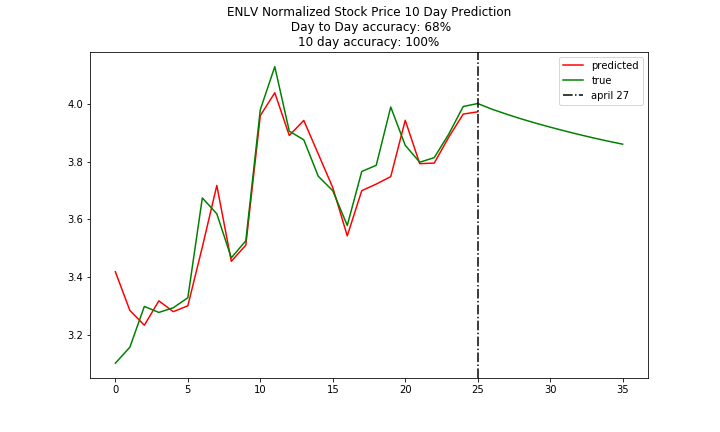 ENLV Normalized Stock Price 10 Day Prediction
Day to Day accuracy: 68%
10 day accuracy: 100%
predicted
true
april 27
4.0
3.8
3.6
3.4
3.2
0 5 10 15 20 25 30 35